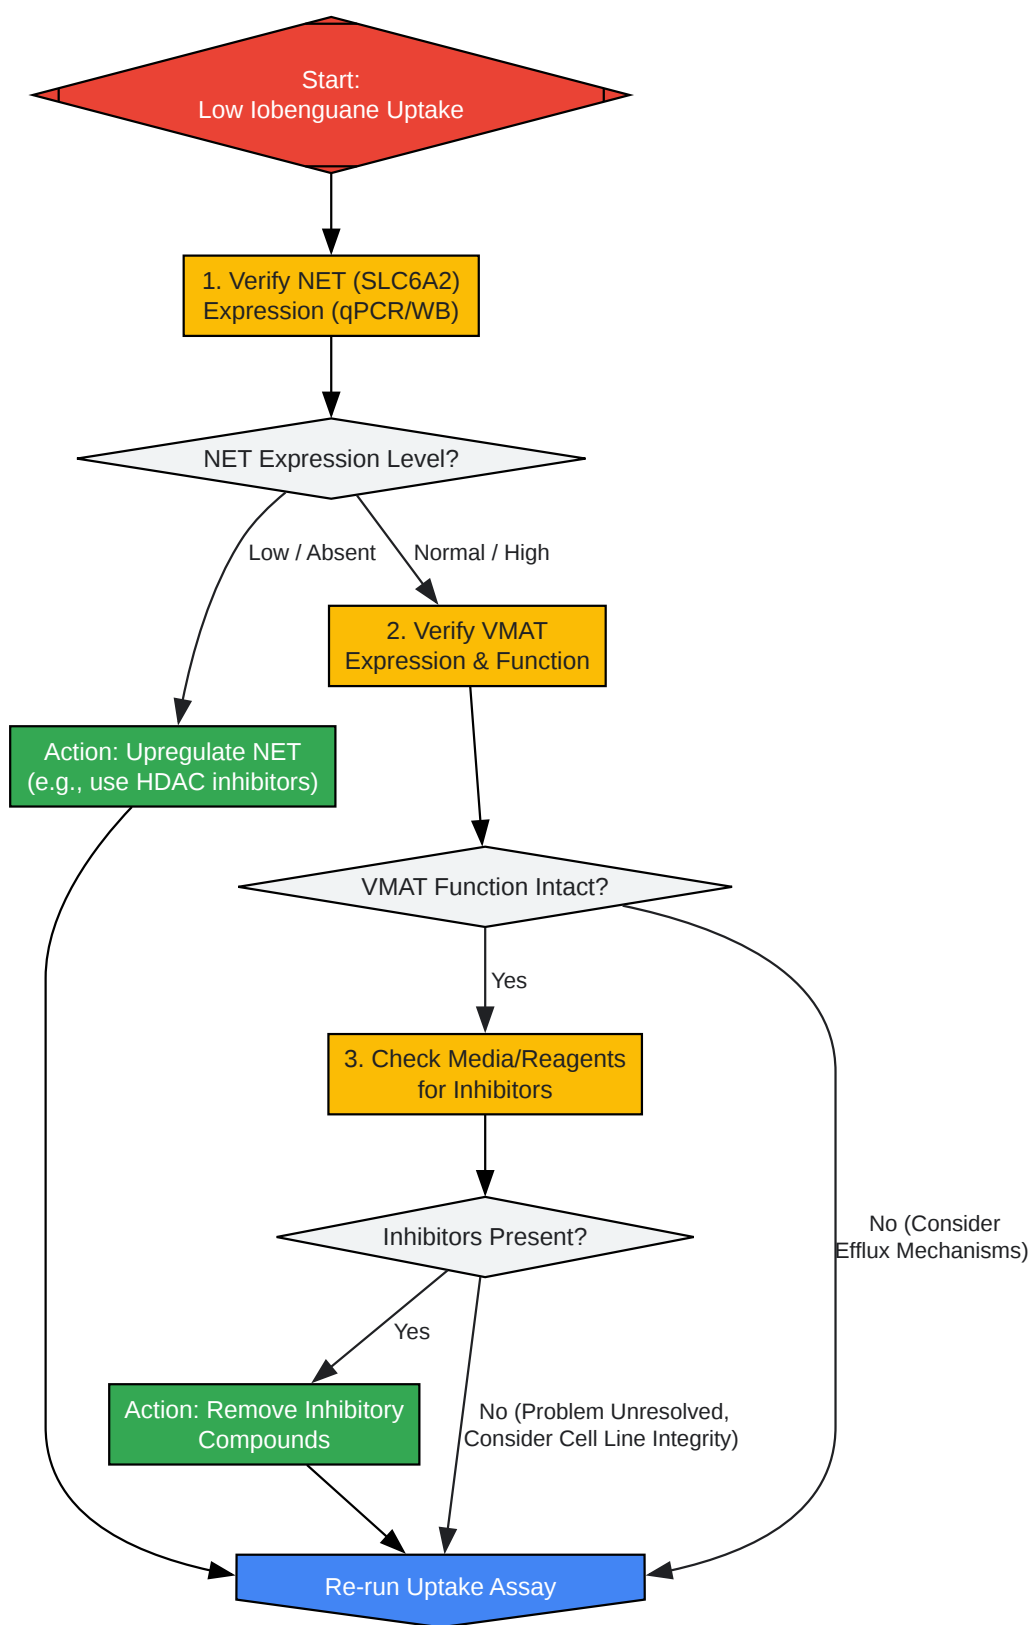 Start:
Low Iobenguane Uptake
1. Verify NET (SLC6A2)
Expression (qPCR/WB)
NET Expression Level?
Low / Absent
Normal / High
2. Verify VMAT
Expression & Function
Action: Upregulate NET
(e.g., use HDAC inhibitors)
VMAT Function Intact?
Yes
3. Check Media/Reagents
for Inhibitors
No (Consider
Efflux Mechanisms)
Inhibitors Present?
Yes
Action: Remove Inhibitory
Compounds
No (Problem Unresolved,
Consider Cell Line Integrity)
Re-run Uptake Assay